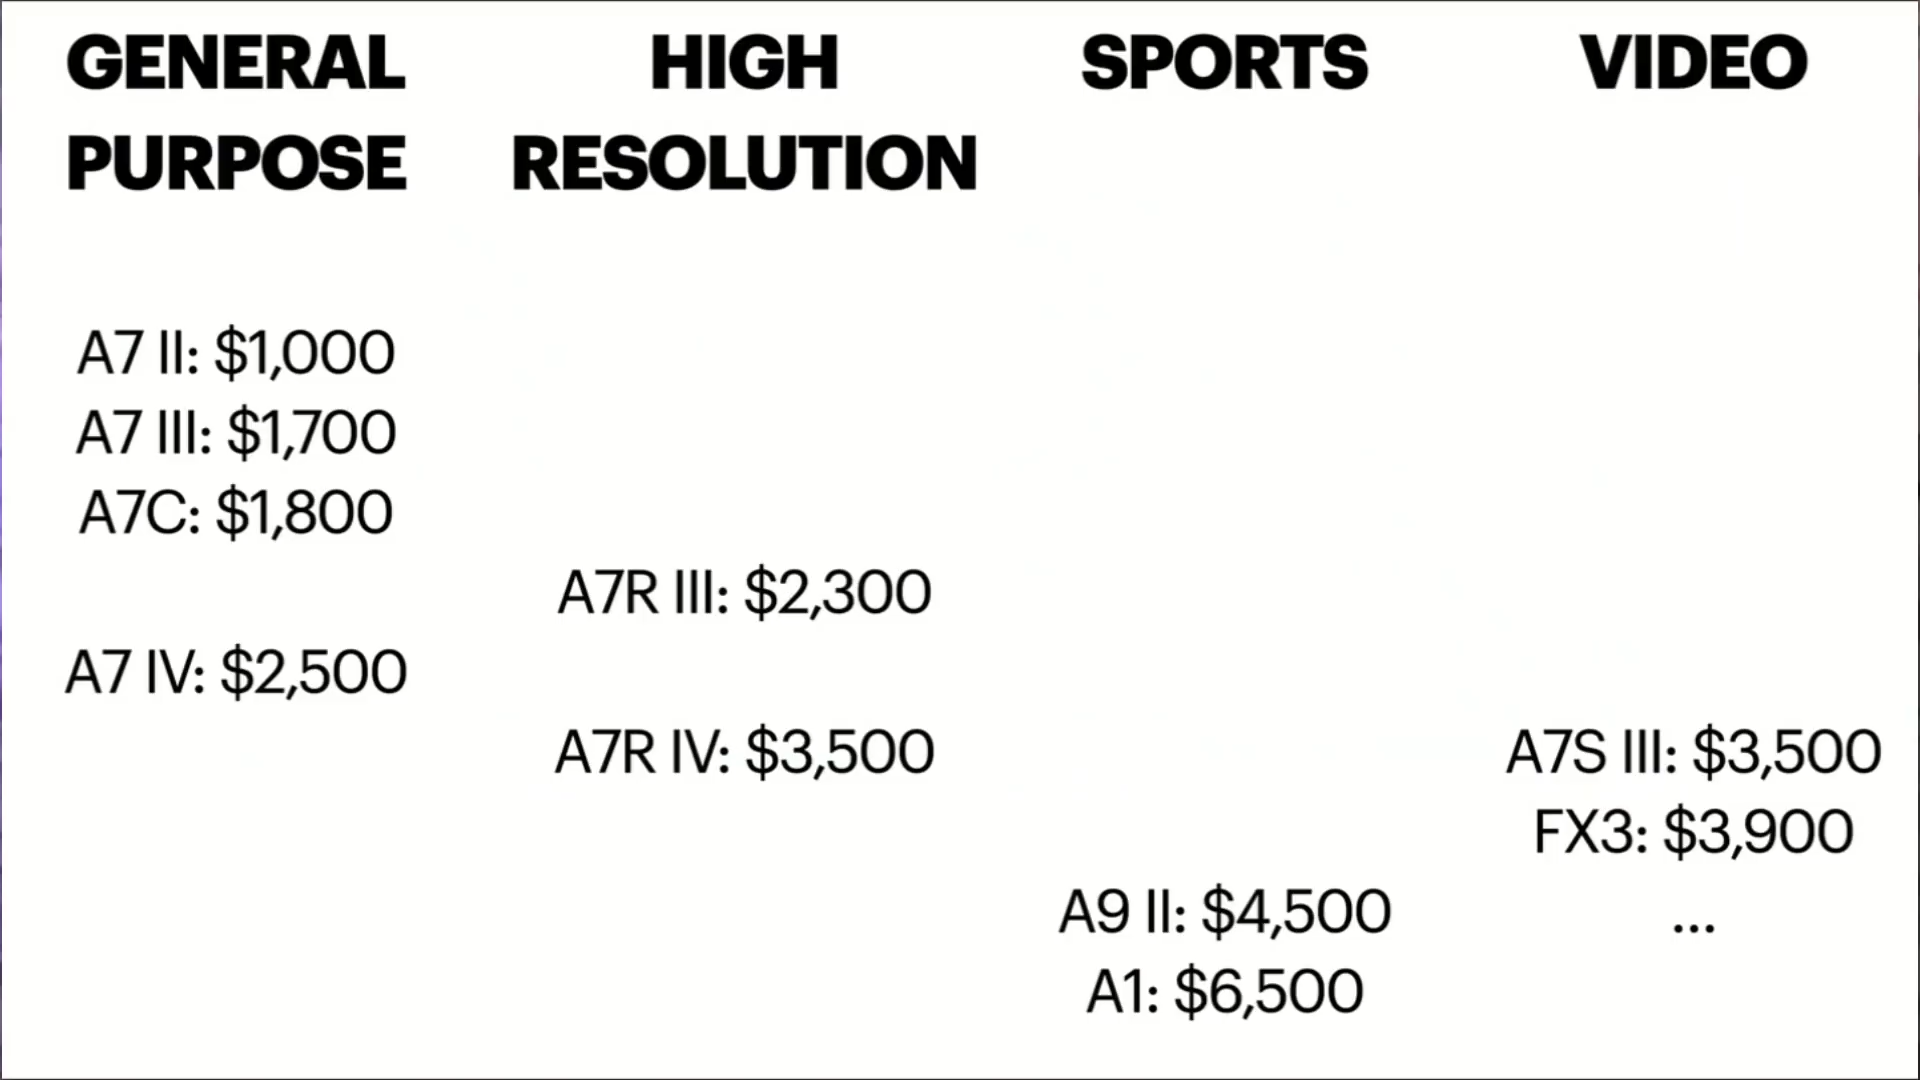 GENERAL
PURPOSE
HIGH
RESOLUTION
SPORTS
VIDEO
A7 II: $1,000
A7 III: $1,700
A7C: $1,800
A7R III: $2,300
A7 IV: $2,500
A7R IV: $3,500
A7S III: $3,500
FX3: $3,900
A9 II: $4,500
...
A1: $6,500